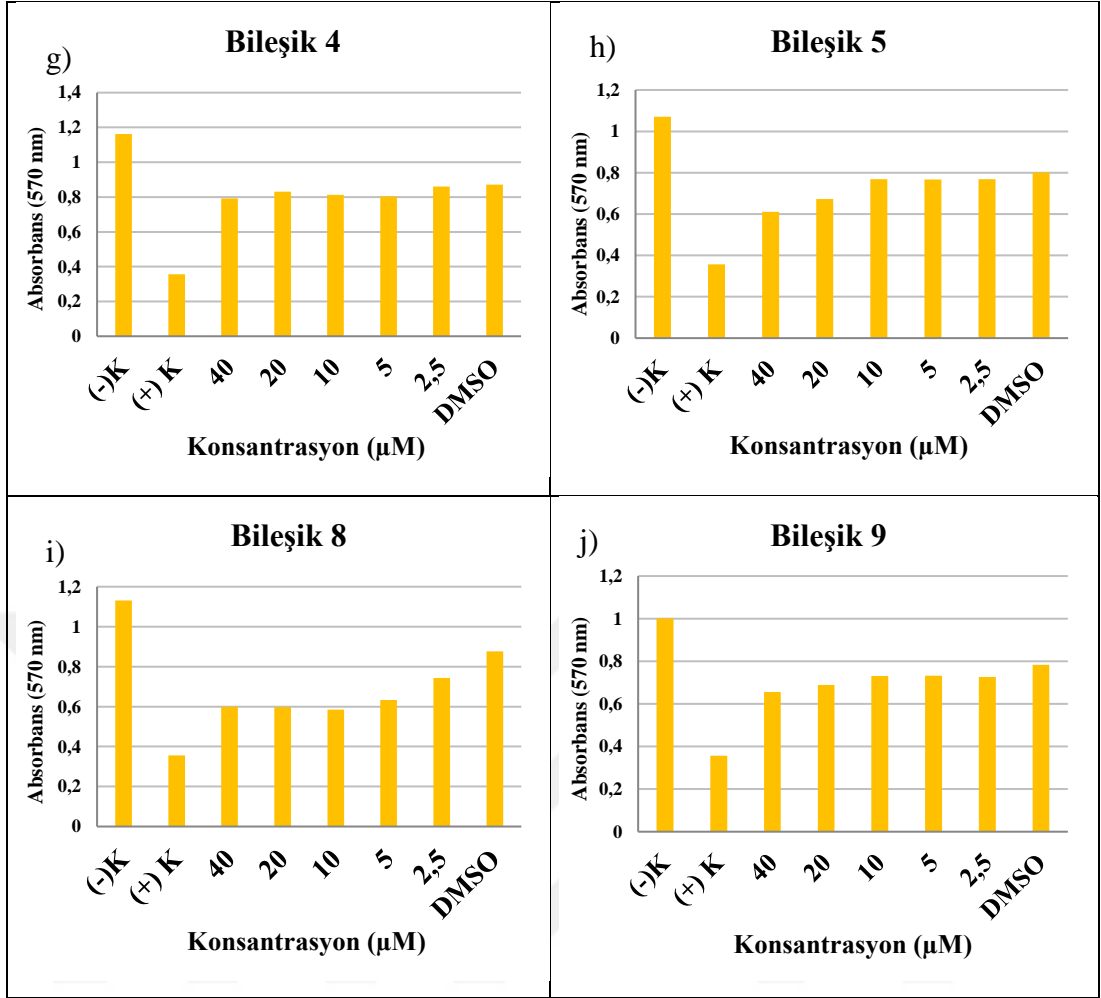 g)
Bileşik 4
Absorbans (570 nm)
1,4
1,2
1
0,8
0,6
0,4
0,2
0
(-)K
(+) K
40
20
10
5
2,5
DMSO
Konsantrasyon (µM)
h)
Bileşik 5
Absorbans (570 nm)
1,2
1
0,8
0,6
0,4
0,2
0
(-)K
(+) K
40
20
10
5
2,5
DMSO
Konsantrasyon (µM)
i)
Bileşik 8
Absorbans (570 nm)
1,2
1
0,8
0,6
0,4
0,2
0
(-)K
(+) K
40
20
10
5
2,5
DMSO
Konsantrasyon (µM)
j)
Bileşik 9
Absorbans (570 nm)
1,2
1
0,8
0,6
0,4
0,2
0
(-)K
(+) K
40
20
10
5
2,5
DMSO
Konsantrasyon (µM)